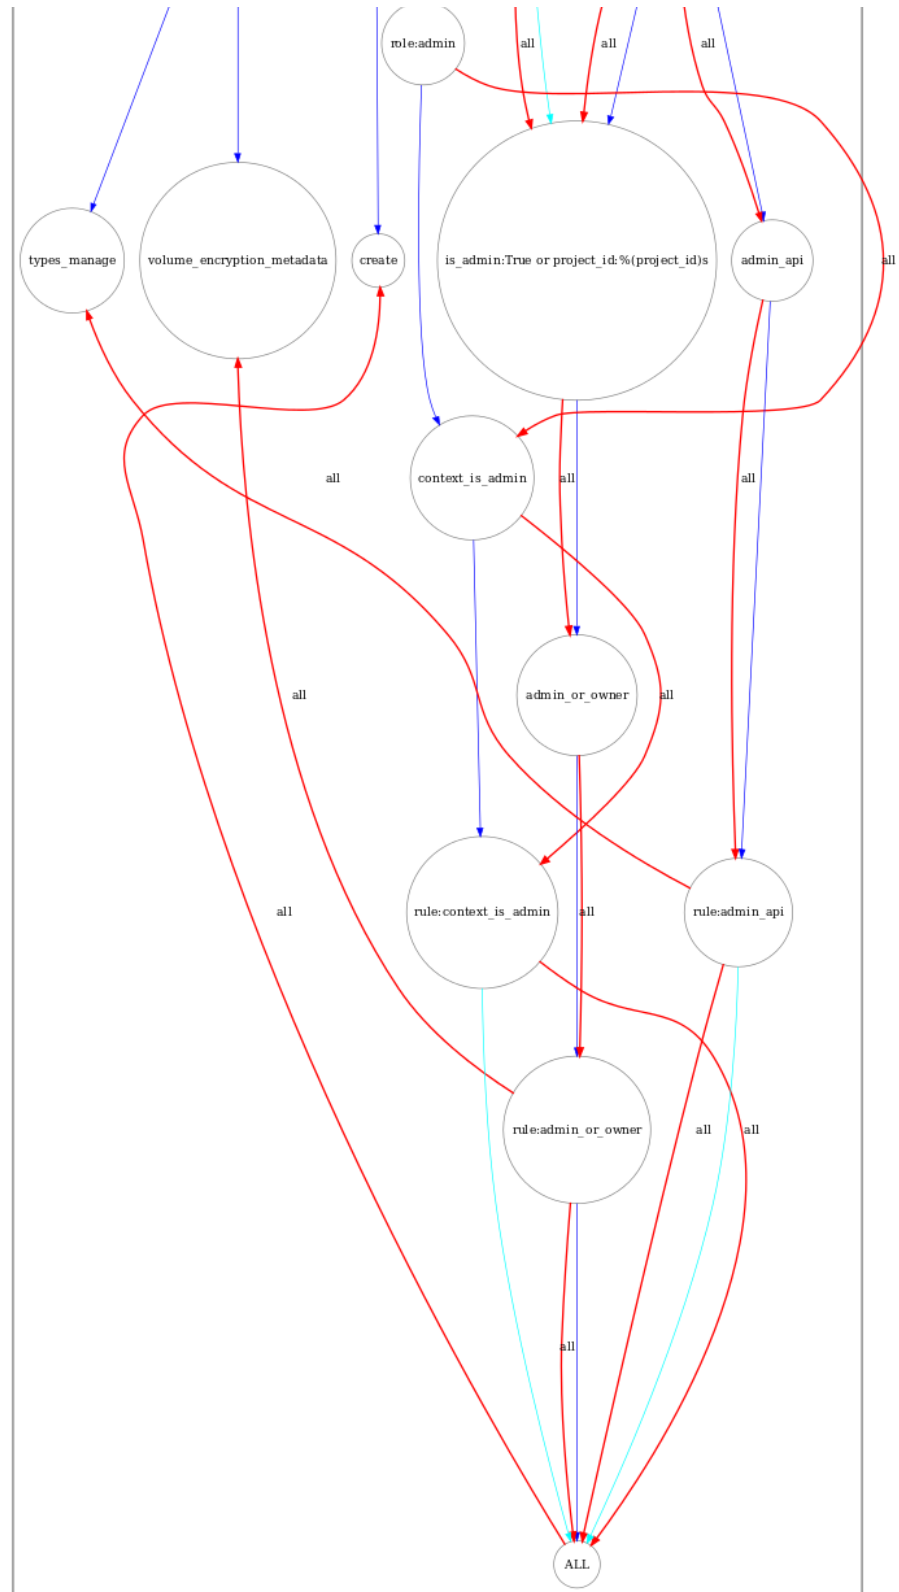 role:admin
all
all
all
types_manage
volume_encryption_metadata
create
is_admin:True or project_id:%(project_id)s
admin_api
all
all
context_is_admin
all
all
all
admin_or_owner
all
all
rule:context_is_admin
all
rule:admin_api
rule:admin_or_owner
all
all
all
ALL